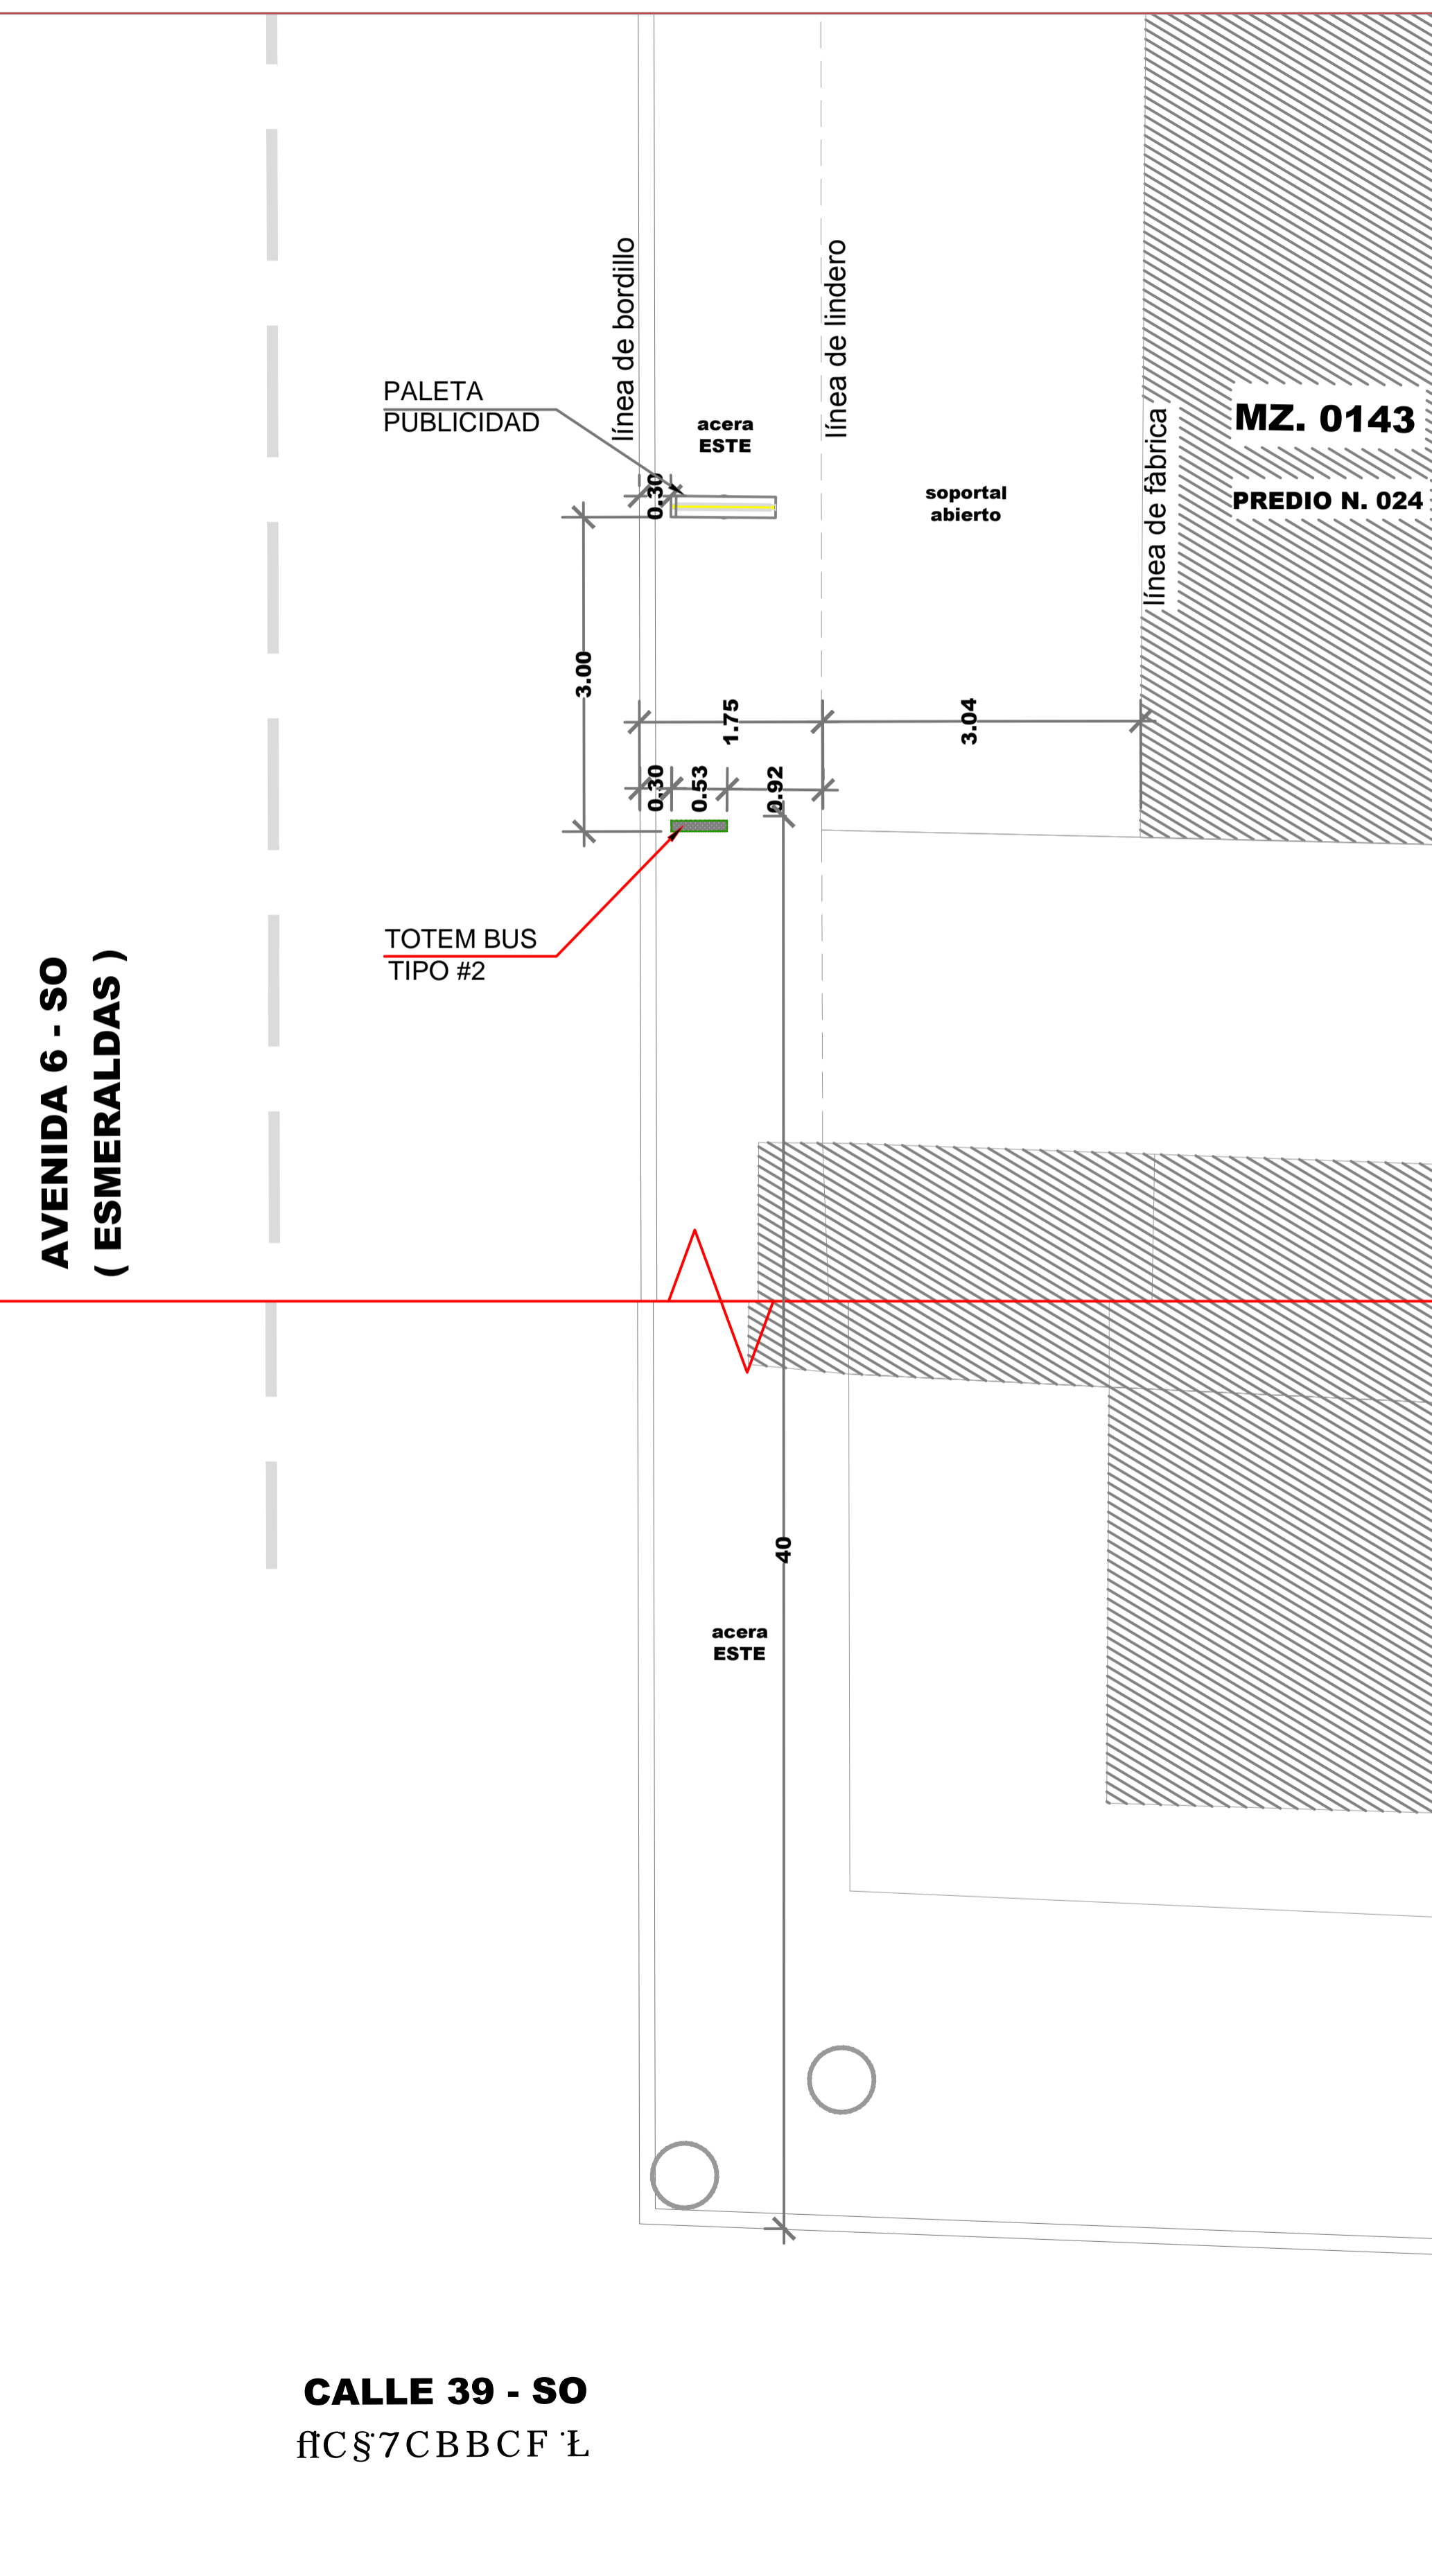 línea de bordillo
línea de lindero
PALETA
PUBLICIDAD
acera
ESTE
MZ. 0143
PREDIO N. 024
línea de fàbrica
soportal
abierto
0.30
3.00
1.75
3.04
0.30
0.53
0.92
TOTEM BUS
TIPO #2
AVENIDA 6 - SO
( ESMERALDAS )
40
acera
ESTE
CALLE 39 - SO